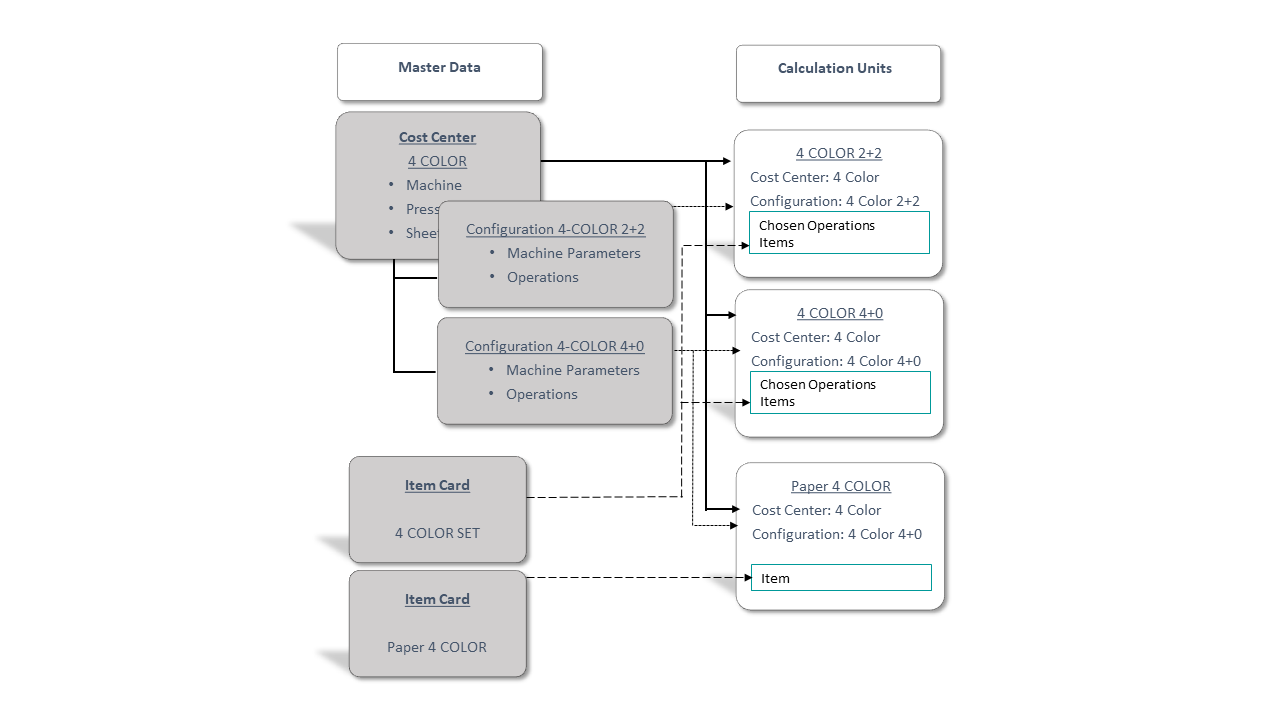 Master Data
Calculation Units
Cost Center
4 COLOR
• Machine
• Press
• Sheet
Configuration 4-COLOR 2+2
• Machine Parameters
• Operations
Configuration 4-COLOR 4+0
• Machine Parameters
• Operations
Item Card
4 COLOR SET
Item Card
Paper 4 COLOR
4 COLOR 2+2
Cost Center: 4 Color
Configuration: 4 Color 2+2
Chosen Operations
Items
4 COLOR 4+0
Cost Center: 4 Color
Configuration: 4 Color 4+0
Chosen Operations
Items
Paper 4 COLOR
Cost Center: 4 Color
Configuration: 4 Color 4+0
Item